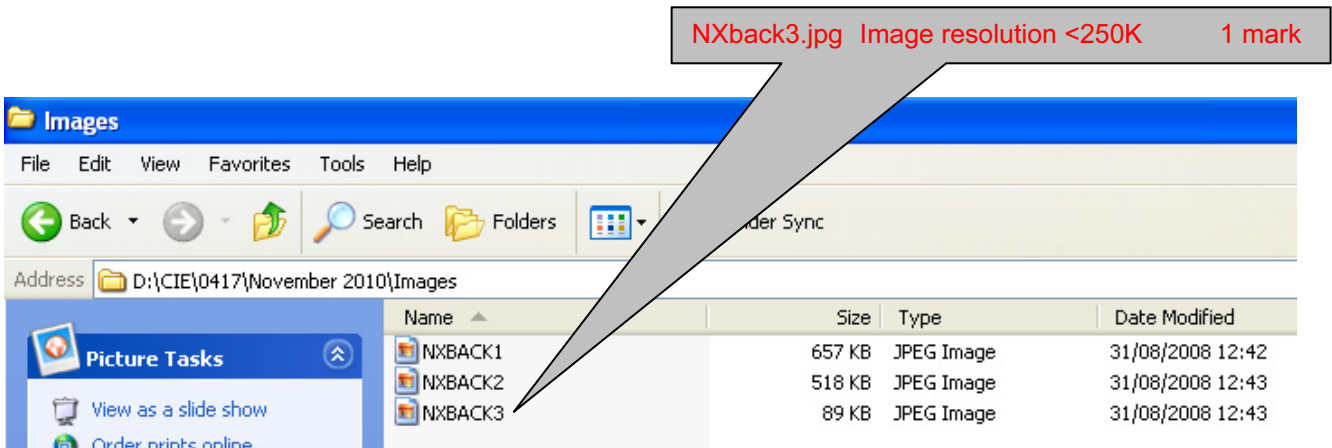 NXback3.jpg Image resolution <250K 1 mark
Images
File Edit View Favorites Tools Help
Back Search Folders der Sync
Address D:\CIE\0417\November 2010\Images
Name Size Type Date Modified
Picture Tasks
NXBACK1 657 KB JPEG Image 31/08/2008 12:42
NXBACK2 518 KB JPEG Image 31/08/2008 12:43
View as a slide show
NXBACK3 89 KB JPEG Image 31/08/2008 12:43
Order prints online